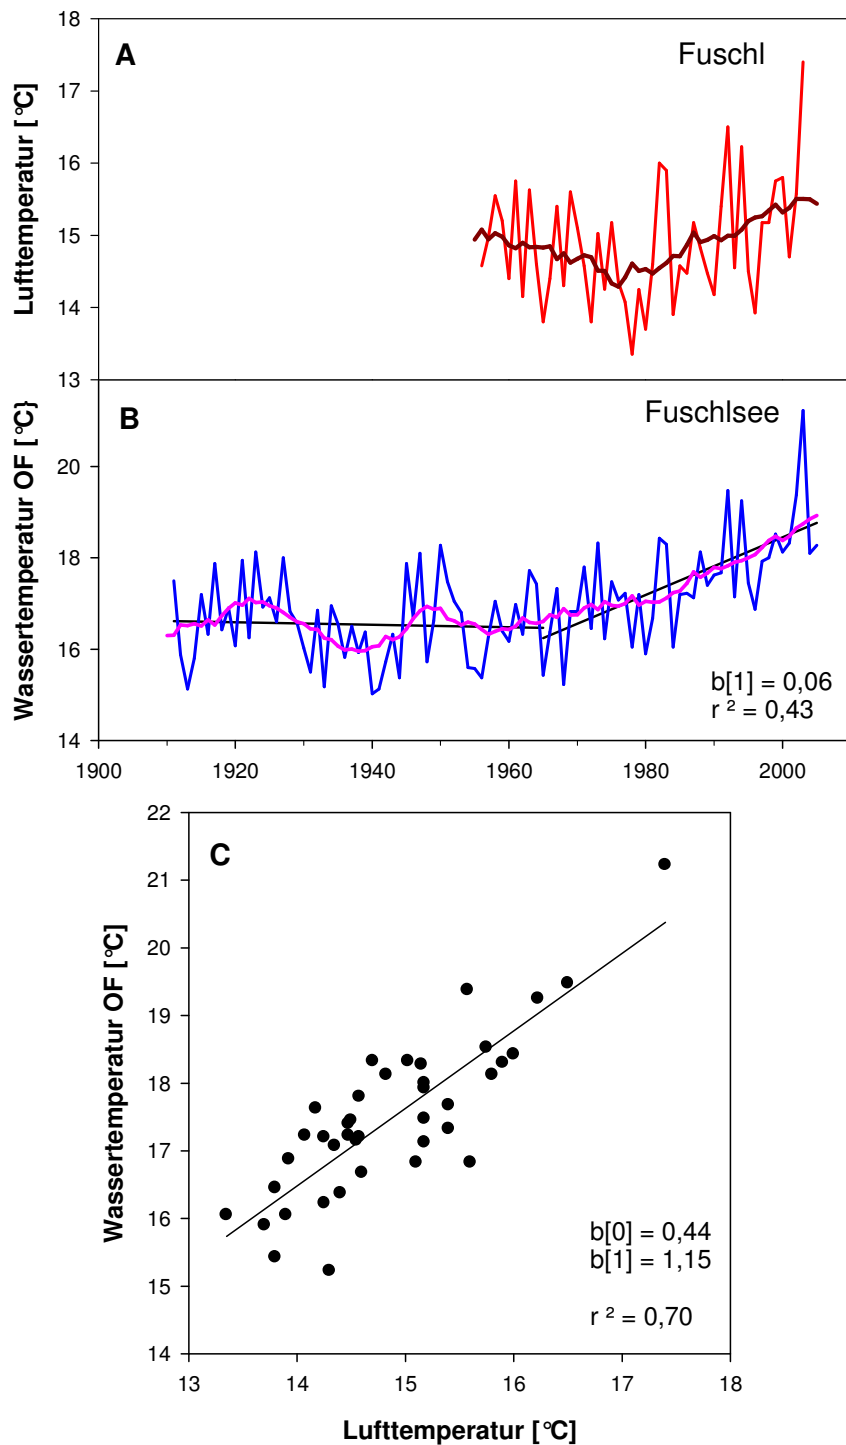 A
Fuschl
Lufttemperatur [°C]
18
17
16
15
14
13
B
Fuschlsee
Wassertemperatur OF [°C}
20
18
16
14
b[1] = 0,06
r ² = 0,43
1900
1920
1940
1960
1980
2000
C
Wassertemperatur OF [°C]
22
21
20
19
18
17
16
15
14
b[0] = 0,44
b[1] = 1,15
r ² = 0,70
13
14
15
16
17
18
Lufttemperatur [°C]